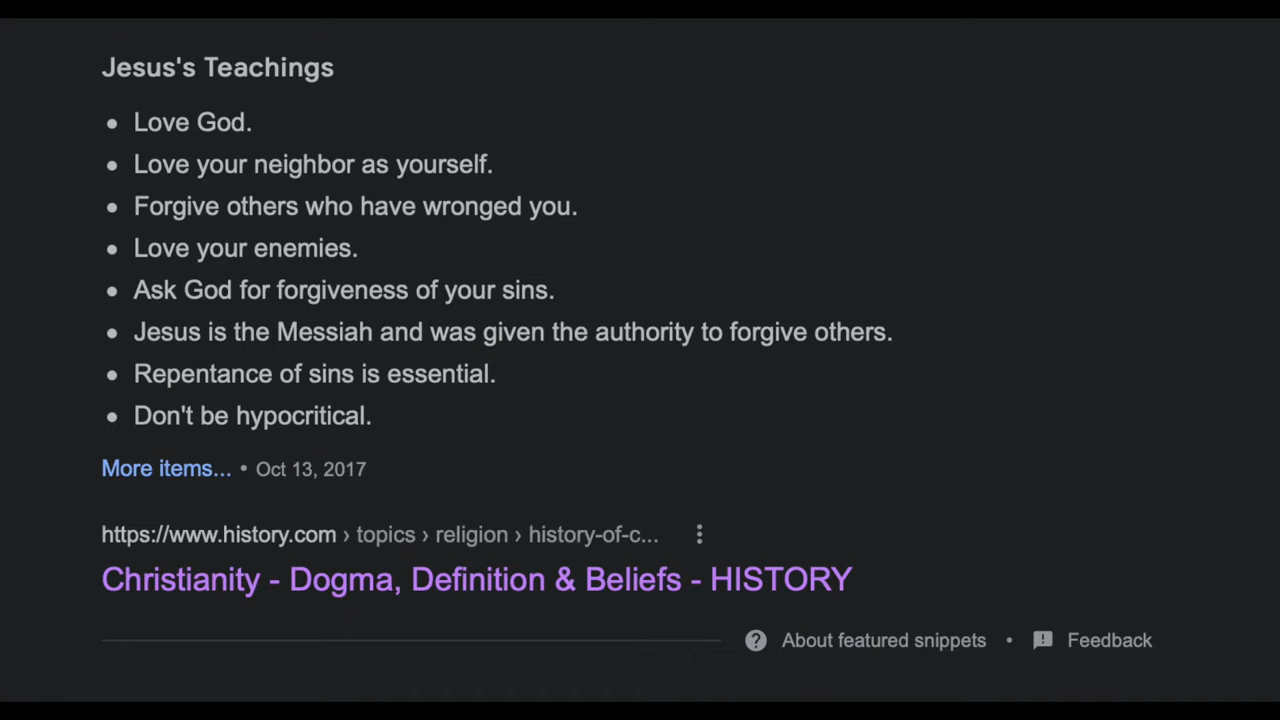 Jesus's Teachings
• Love God.
• Love your neighbor as yourself.
• Forgive others who have wronged you.
• Love your enemies.
• Ask God for forgiveness of your sins.
• Jesus is the Messiah and was given the authority to forgive others.
• Repentance of sins is essential.
• Don't be hypocritical.
More items... • Oct 13, 2017
https://www.history.com › topics › religion › history-of-c...
Christianity - Dogma, Definition & Beliefs - HISTORY
About featured snippets • Feedback